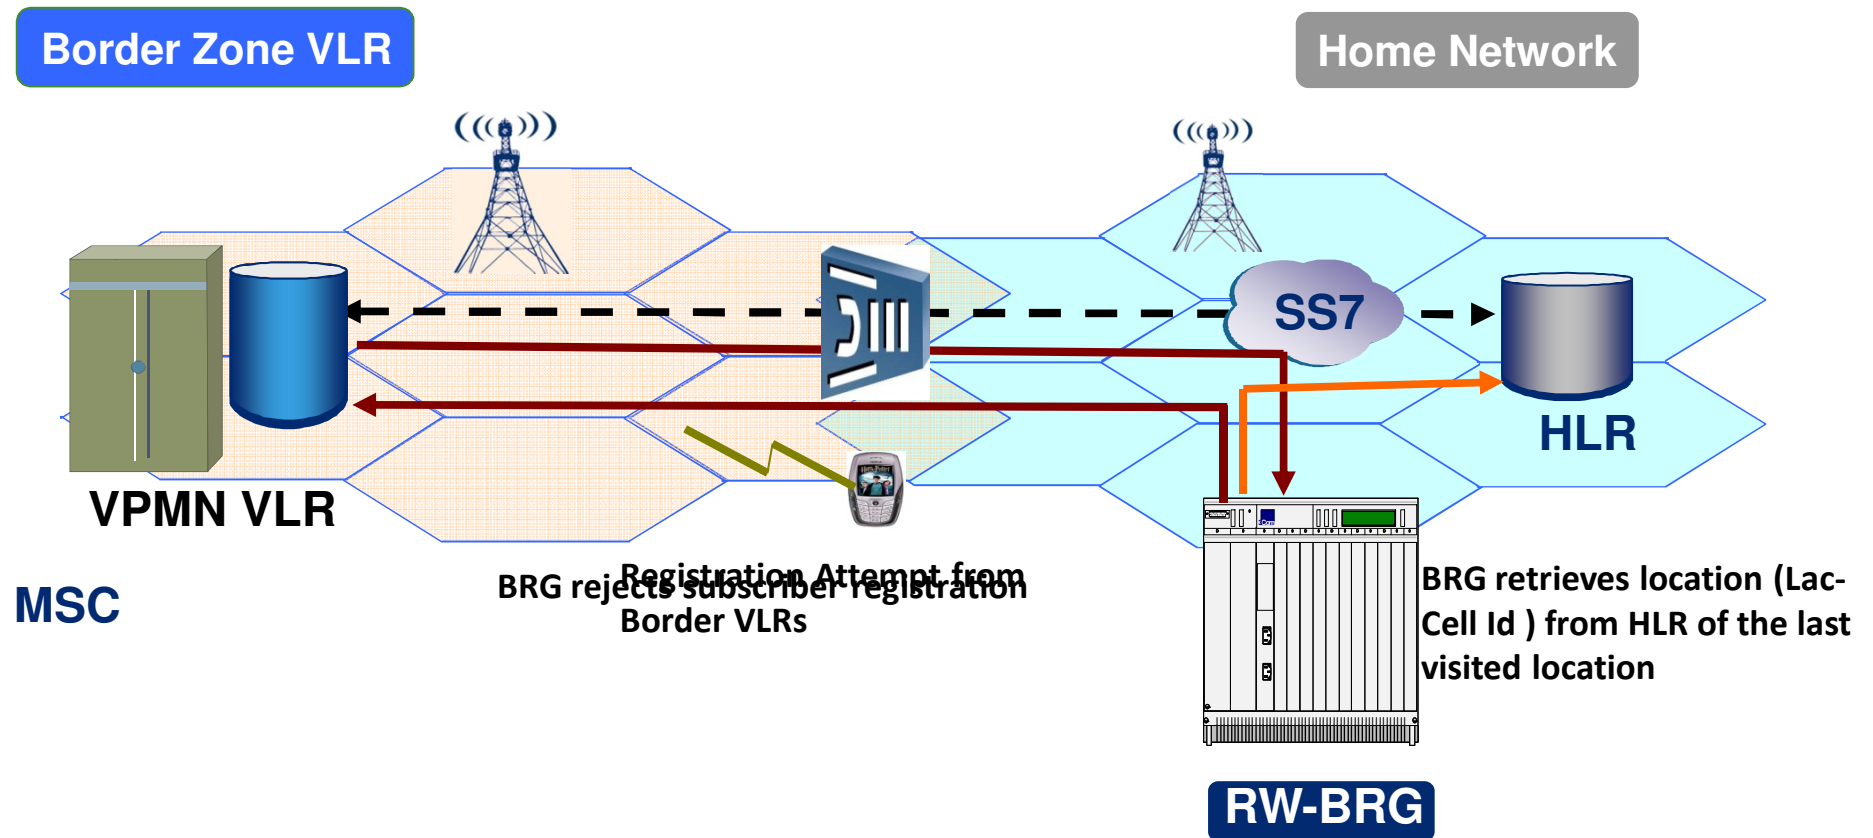 Border Zone VLR
Home Network
SS7
HLR
VPMN VLR
MSC
Registration Attempt from
Border VLRs
BRG rejects subscriber registration
BRG retrieves location (Lac-
Cell Id ) from HLR of the last
visited location
RW-BRG